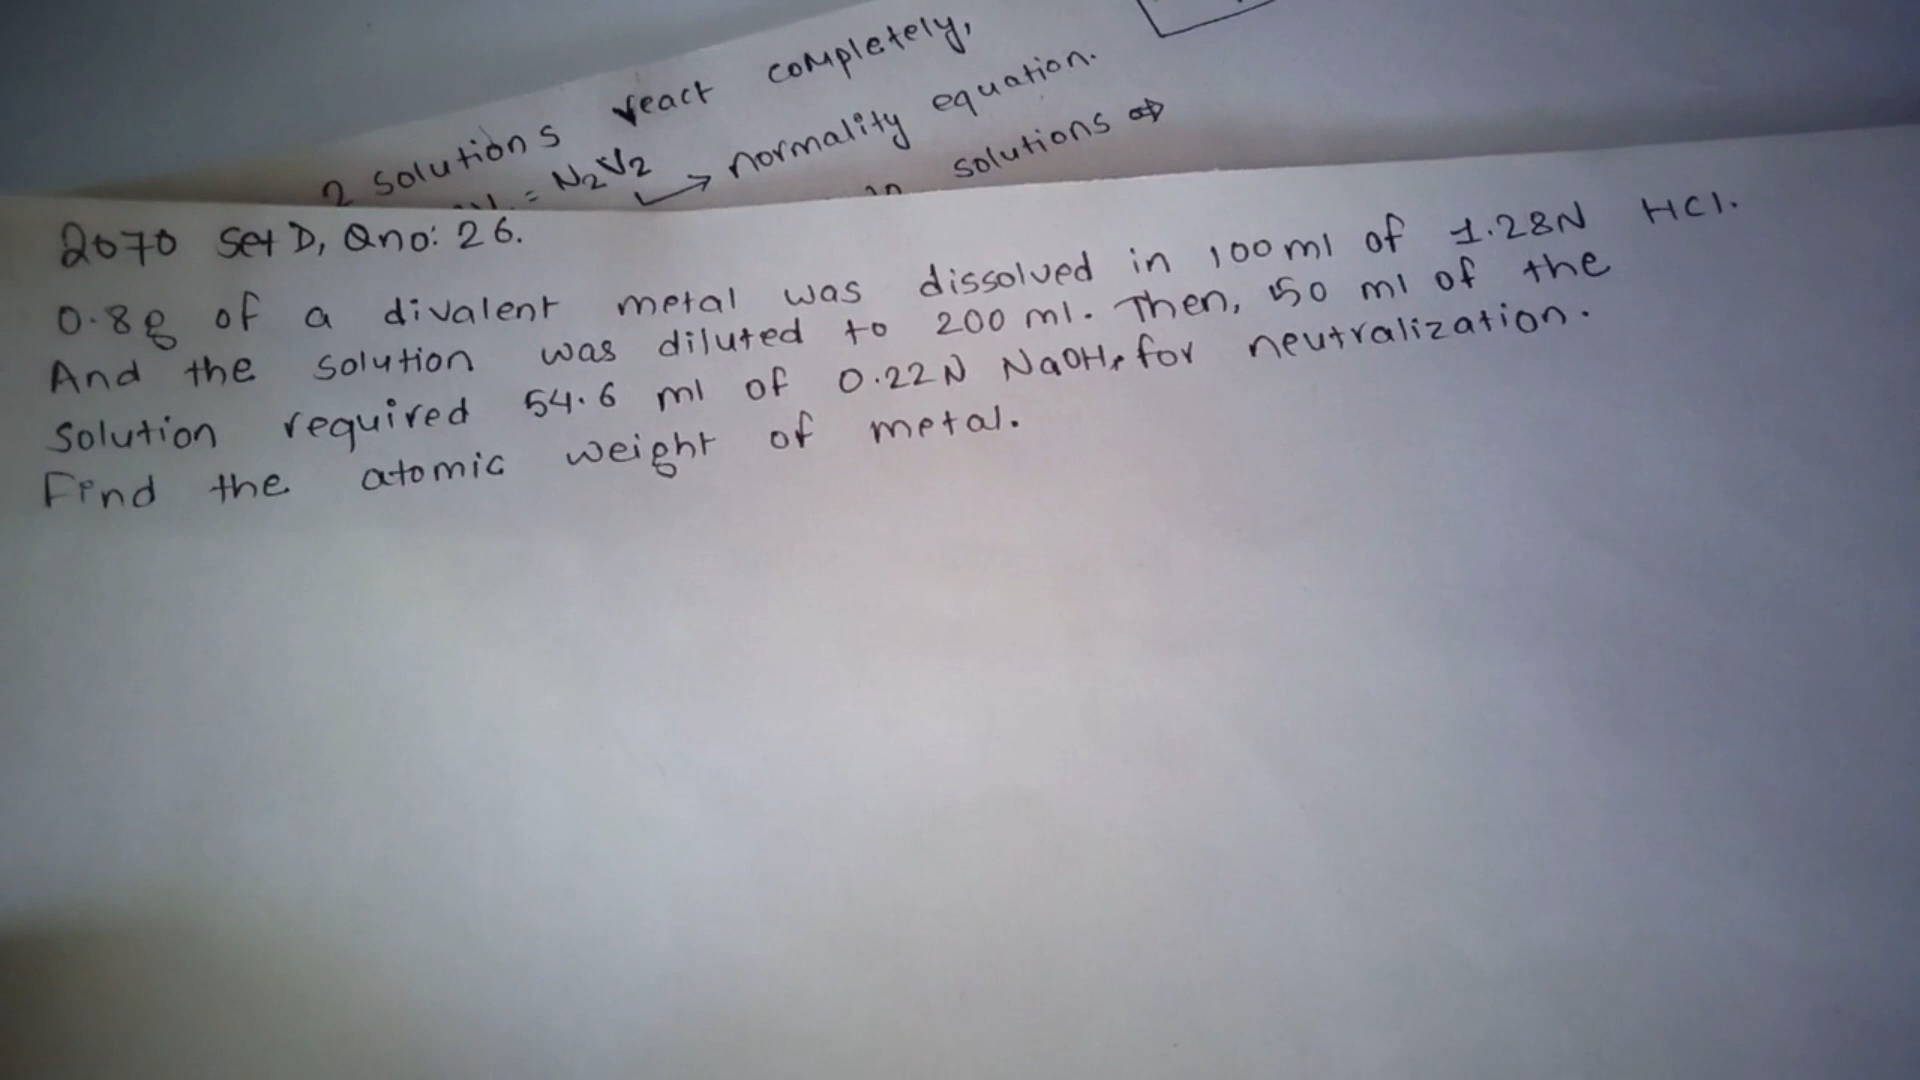 2 solutions react completely,
= N2V2 → normality equation.
in solutions ⇒
2070 Set D, Qno: 26.
0.8g of a divalent metal was dissolved in 100ml of 1.28N HCl.
And the solution was diluted to 200 ml. Then, 50 ml of the
solution required 54.6 ml of 0.22N NaOH, for neutralization.
Find the atomic weight of metal.